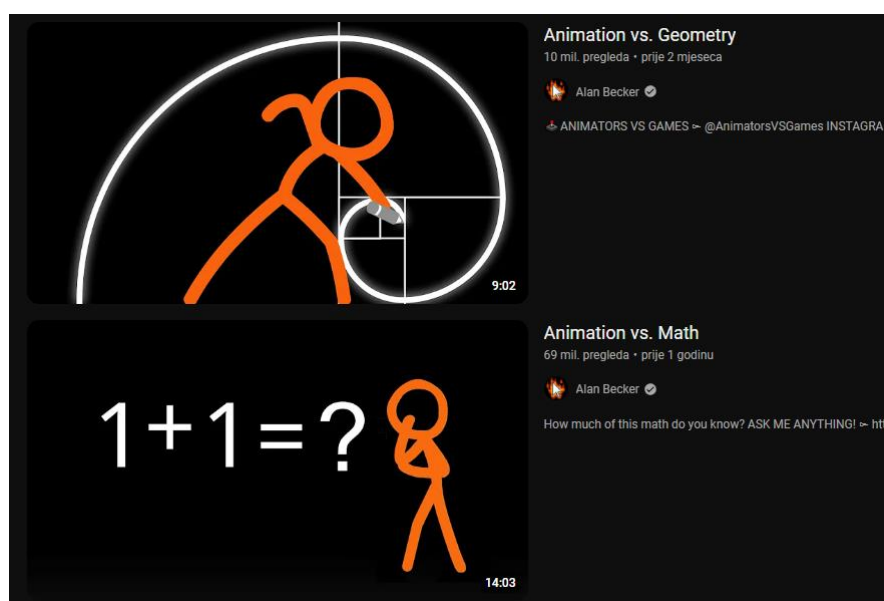 Animation vs. Geometry
10 mil. pregleda • prije 2 mjeseca
Alan Becker
ANIMATORS VS GAMES ➣ @AnimatorsVSGames INSTAGRA
9:02
1+1=?
14:03
Animation vs. Math
69 mil. pregleda • prije 1 godinu
Alan Becker
How much of this math do you know? ASK ME ANYTHING! ➣ htt